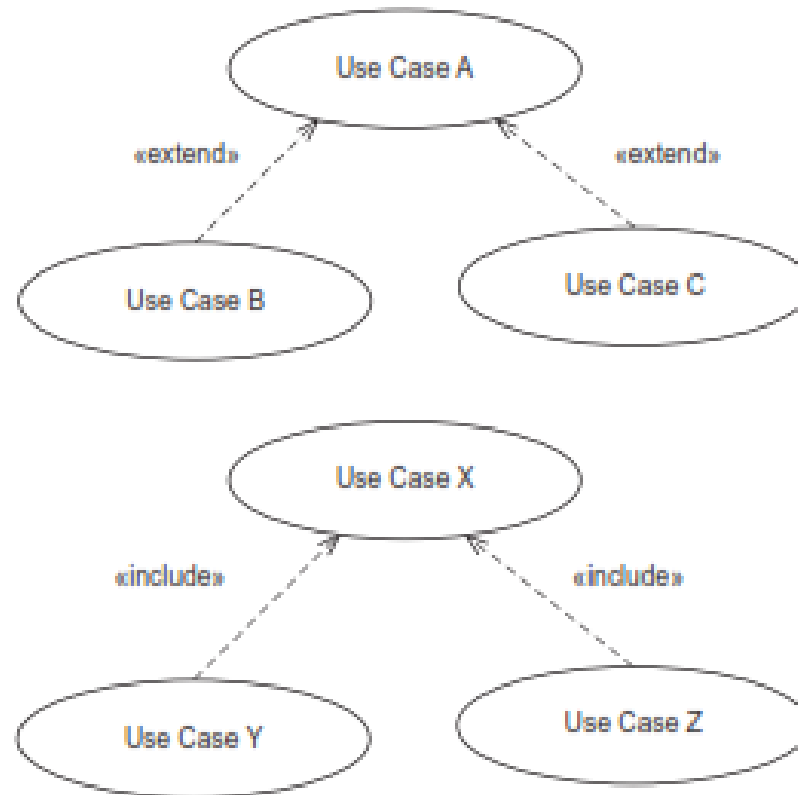 Use Case A
«extend»
«extend»
Use Case B
Use Case C
Use Case X
«include»
«include»
Use Case Y
Use Case Z